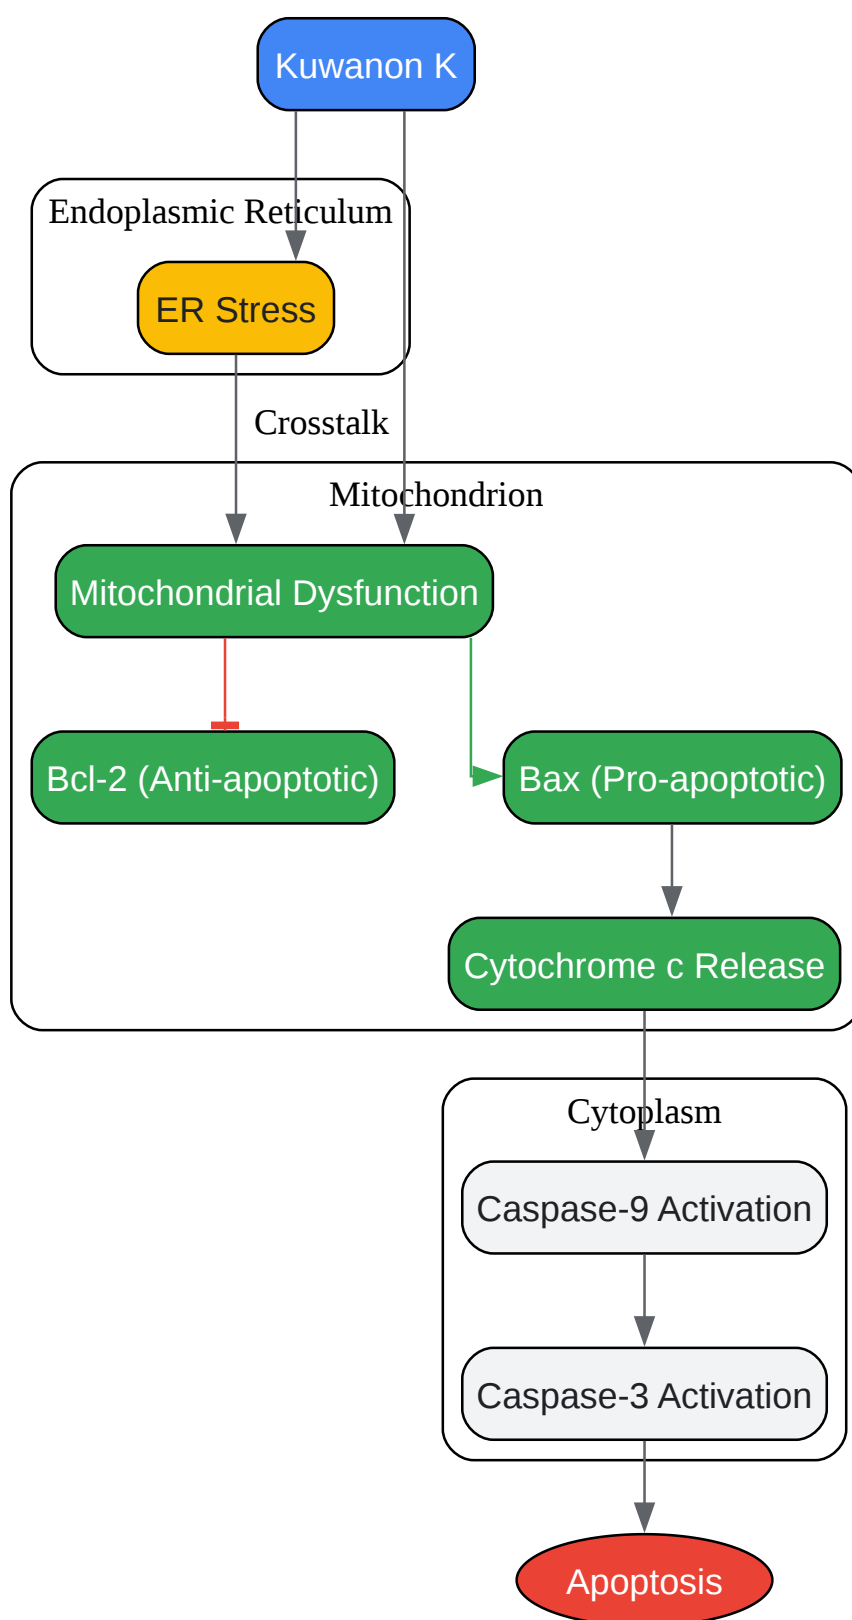 Kuwanon K
Endoplasmic Reticulum
ER Stress
Crosstalk
Mitochondrion
Mitochondrial Dysfunction
Bcl-2 (Anti-apoptotic)
Bax (Pro-apoptotic)
Cytochrome c Release
Cytoplasm
Caspase-9 Activation
Caspase-3 Activation
Apoptosis